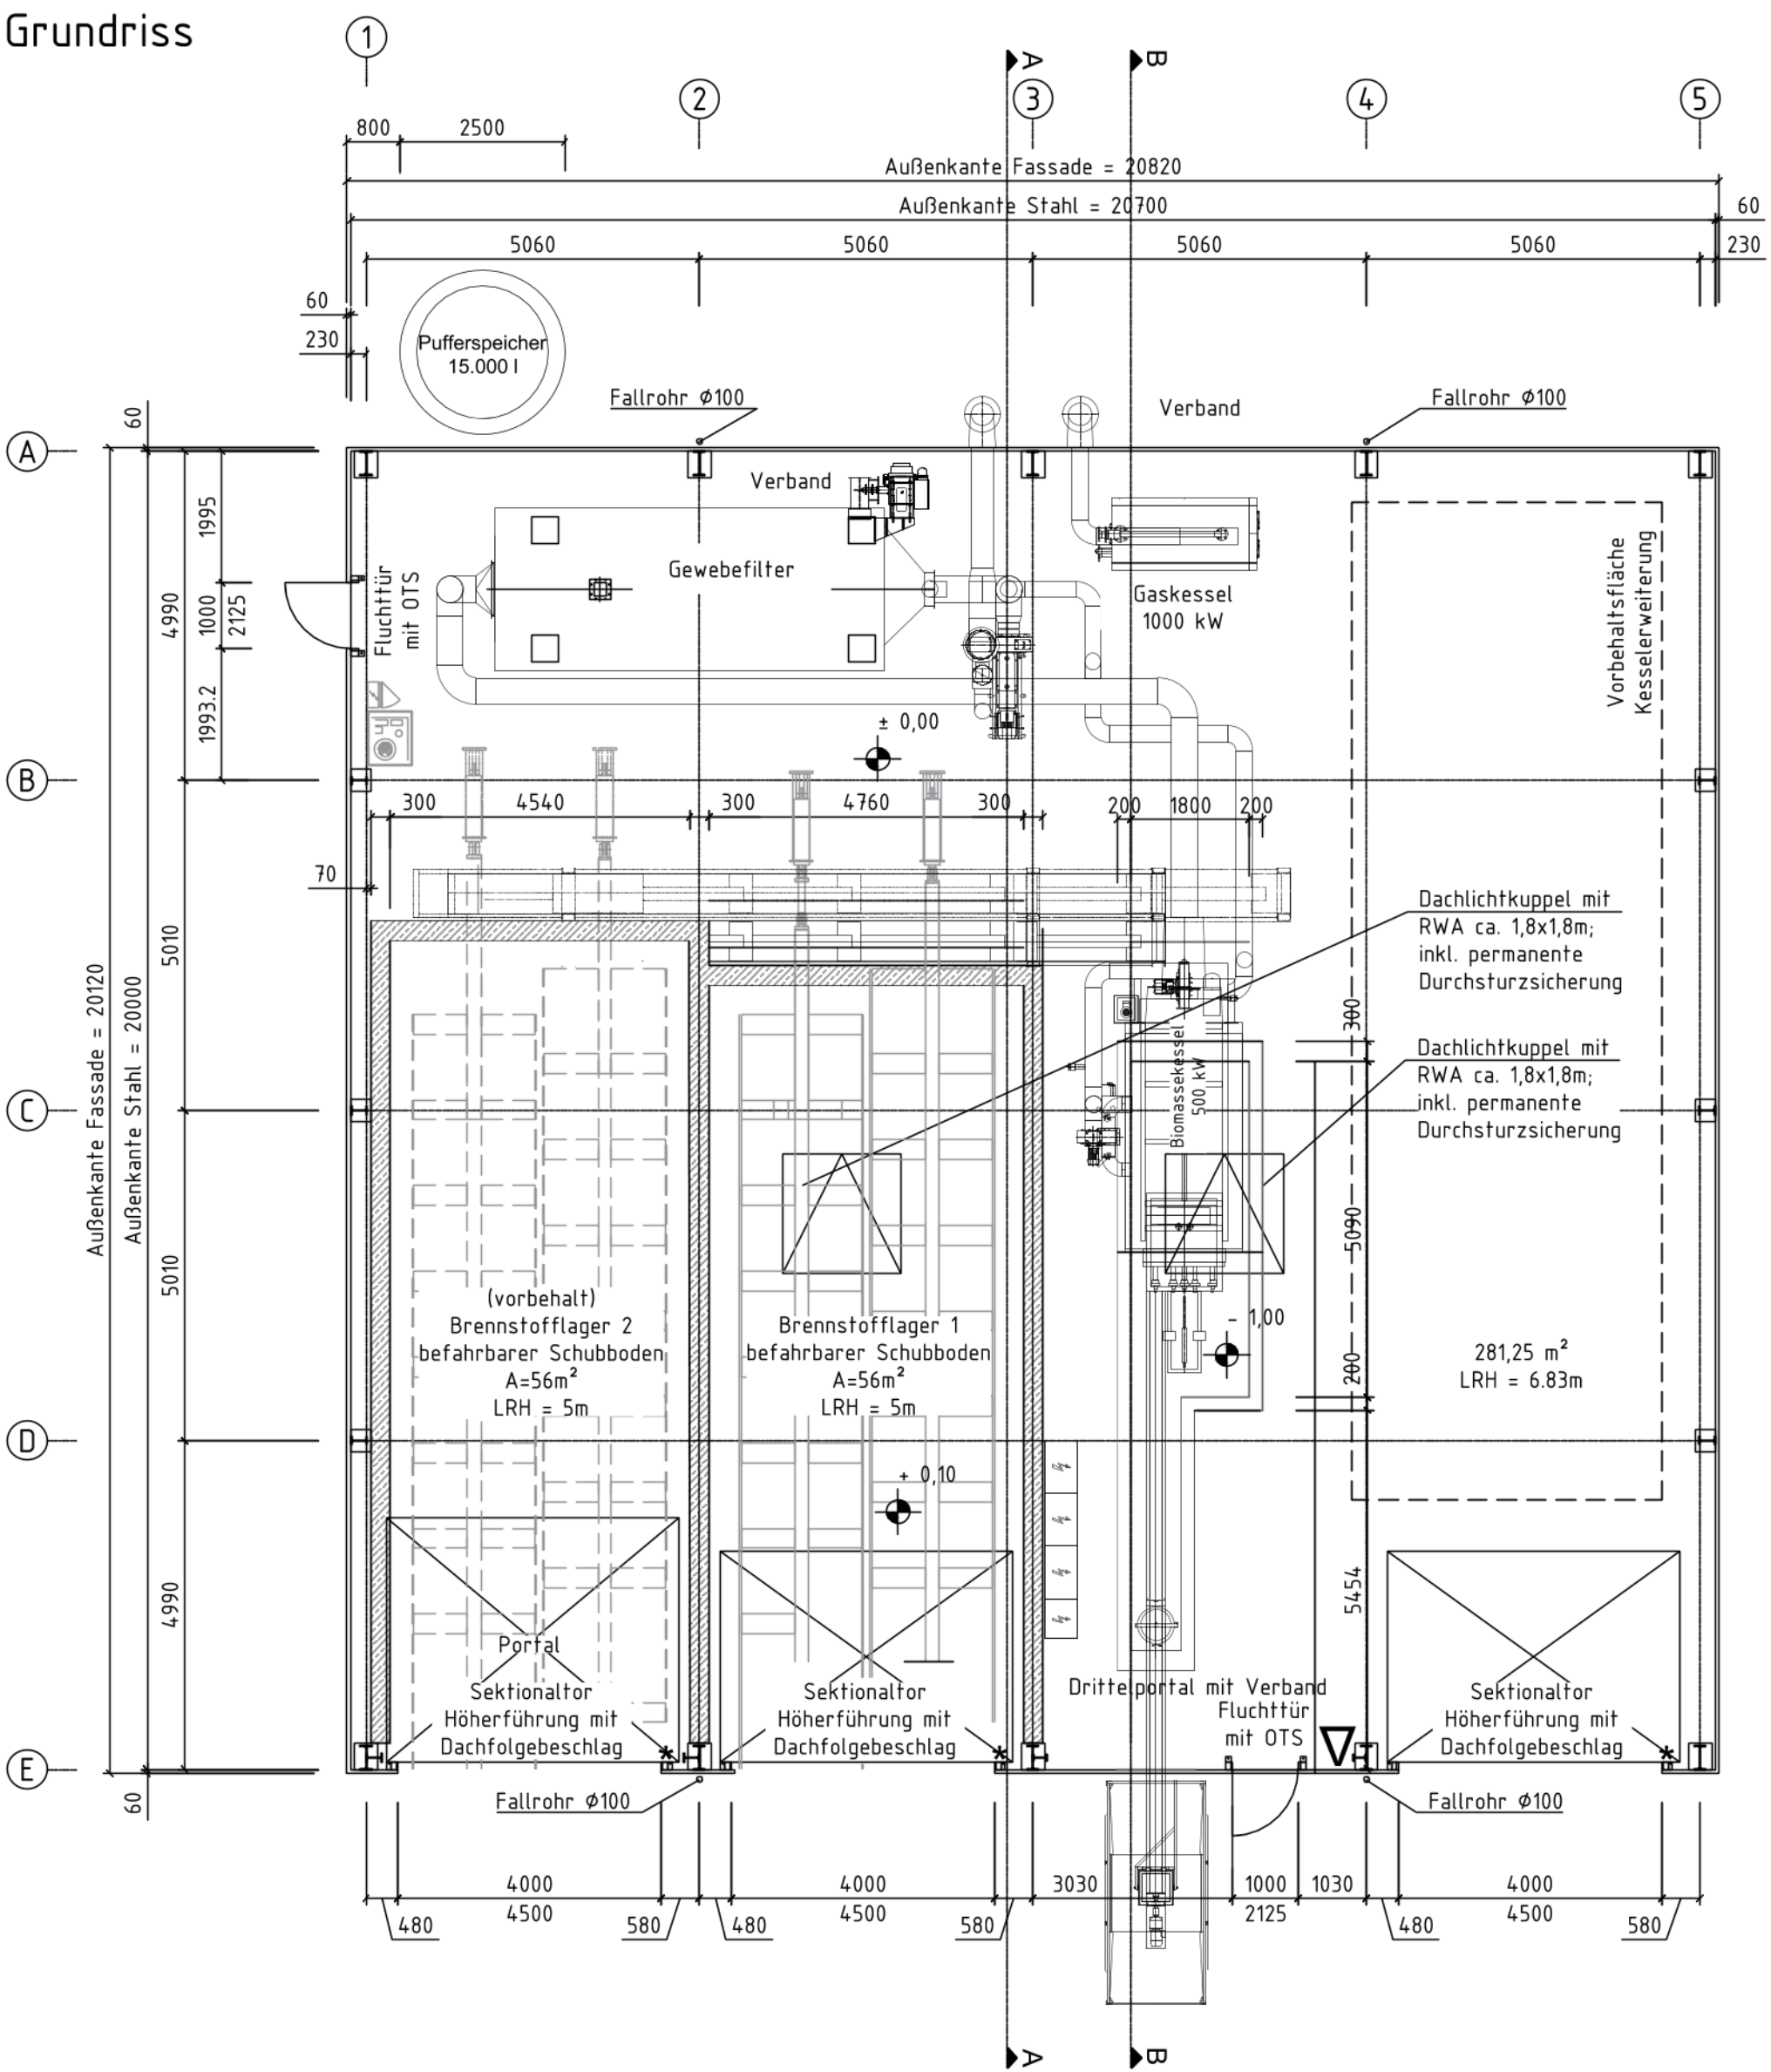 Grundriss
1
A
B
2
3
4
5
800
2500
Außenkante Fassade = 20820
Außenkante Stahl = 20700
60
5060
5060
5060
5060
230
60
230
Pufferspeicher
15.000 l
Fallrohr Ø100
Verband
Fallrohr Ø100
60
A
Verband
1995
4990
1000
2125
1993.2
Fluchttür
mit OTS
Gewebefilter
Gaskessel
1000 kW
Vorbehaltsfläche
Kesselerweiterung
± 0,00
B
300
4540
300
4760
300
200
1800
200
70
Dachlichtkuppel mit
RWA ca. 1,8x1,8m;
inkl. permanente
Durchsturzsicherung
5010
Außenkante Fassade = 20120
Außenkante Stahl = 20000
300
Biomassekessel
500 kW
Dachlichtkuppel mit
RWA ca. 1,8x1,8m;
inkl. permanente
Durchsturzsicherung
C
5090
5010
(vorbehalt)
Brennstofflager 2
befahrbarer Schubboden
A=56m²
LRH = 5m
Brennstofflager 1
befahrbarer Schubboden
A=56m²
LRH = 5m
- 1,00
200
281,25 m²
LRH = 6.83m
D
+ 0,10
4990
5454
Portal
Sektionaltor
Höherführung mit
Dachfolgebeschlag
*
Sektionaltor
Höherführung mit
Dachfolgebeschlag
*
Drittelportal mit Verband
Fluchttür
mit OTS
Sektionaltor
Höherführung mit
Dachfolgebeschlag
*
E
60
Fallrohr Ø100
Fallrohr Ø100
4000
4500
480
580
4000
4500
480
580
3030
1000
2125
1030
4000
4500
480
580
A
B